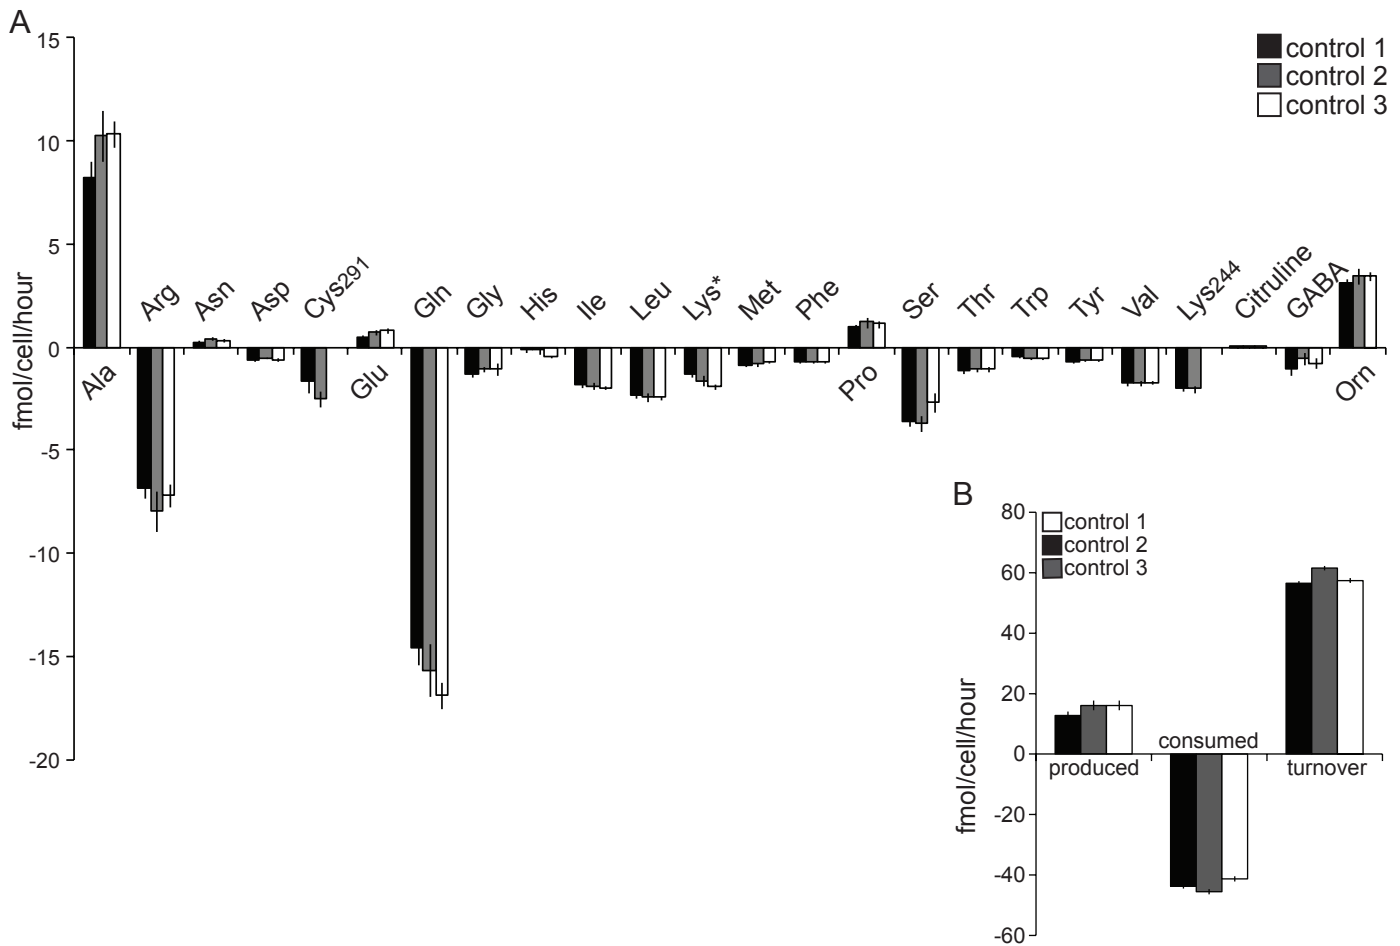 A
15
10
5
0
-5
-10
-15
-20
fmol/cell/hour
control 1
control 2
control 3
Ala
Arg
Asn
Asp
Cys291
Glu
Gln
Gly
His
Ile
Leu
Lys*
Met
Phe
Pro
Ser
Thr
Trp
Tyr
Val
Lys244
Citruline
GABA
Orn
B
80
60
40
20
0
-20
-40
-60
fmol/cell/hour
control 1
control 2
control 3
produced
consumed
turnover